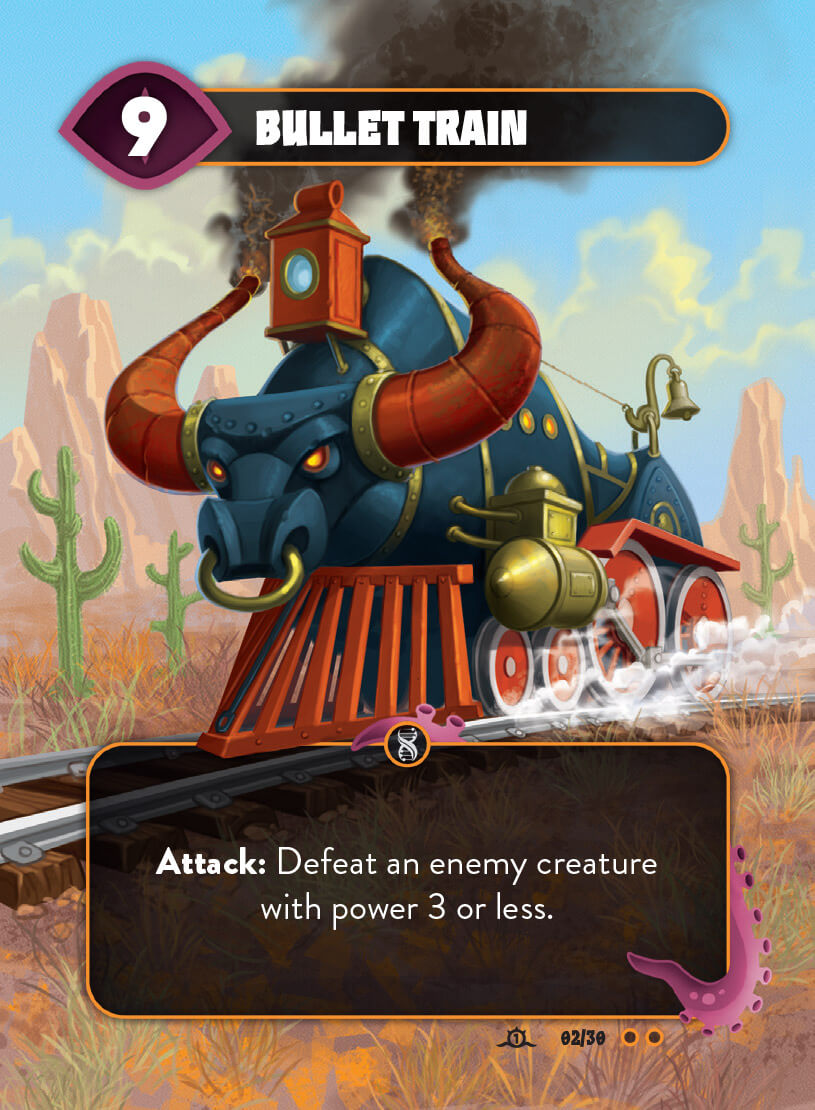 9
BULLET TRAIN
Attack: Defeat an enemy creature
with power 3 or less.
1 02/30